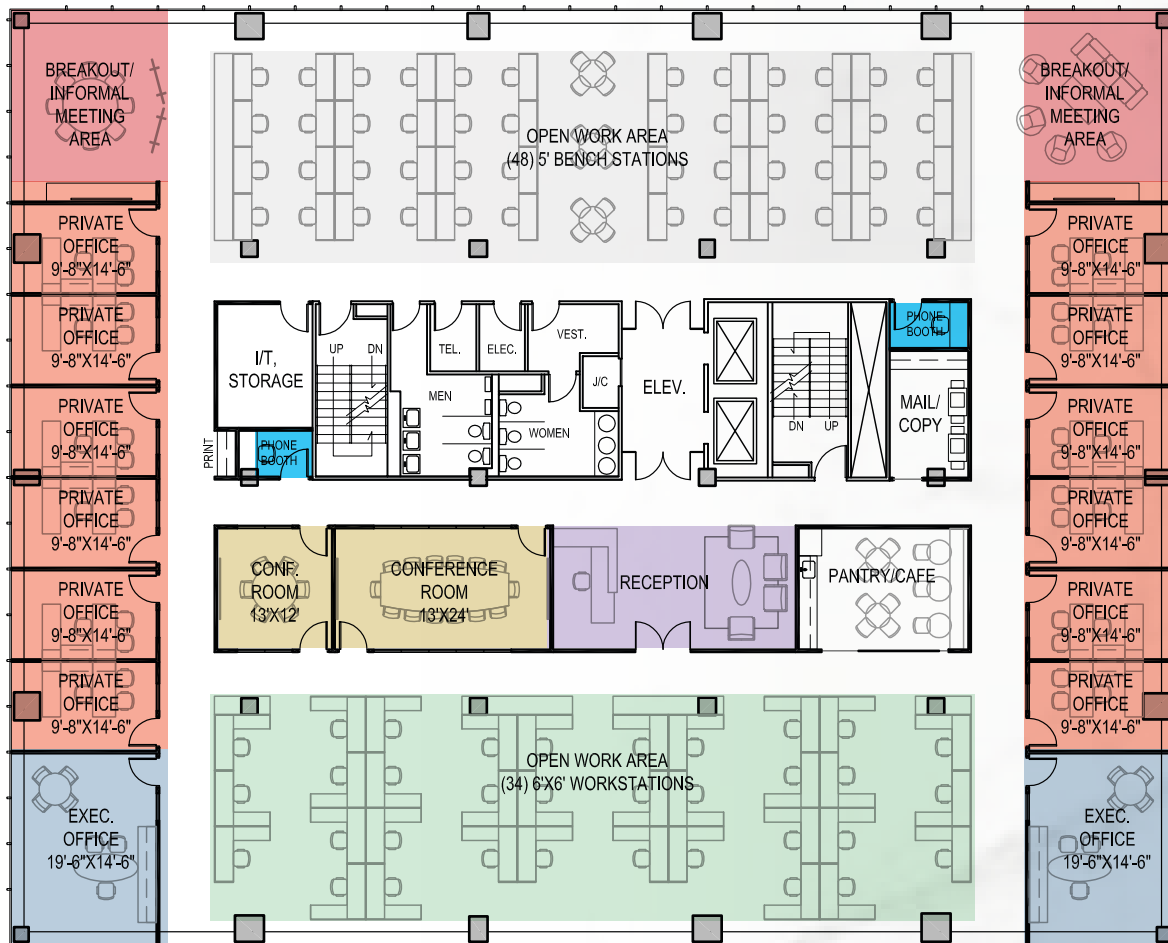 BREAKOUT/
INFORMAL
MEETING
AREA
OPEN WORK AREA
(48) 5' BENCH STATIONS
BREAKOUT/
INFORMAL
MEETING
AREA
PRIVATE
OFFICE
9'-8"X14'-6"
PRIVATE
OFFICE
9'-8"X14'-6"
PRIVATE
OFFICE
9'-8"X14'-6"
PRIVATE
OFFICE
9'-8"X14'-6"
PRIVATE
OFFICE
9'-8"X14'-6"
PRIVATE
OFFICE
9'-8"X14'-6"
EXEC.
OFFICE
19'-6"X14'-6"
I/T,
STORAGE
PRINT
PHONE
BOOTH
UP DN
TEL.
ELEC.
VEST.
J/C
MEN
WOMEN
ELEV.
DN UP
PHONE
BOOTH
MAIL/
COPY
CONF.
ROOM
13'X12'
CONFERENCE
ROOM
13'X24'
RECEPTION
PANTRY/CAFE
OPEN WORK AREA
(34) 6'X6' WORKSTATIONS
PRIVATE
OFFICE
9'-8"X14'-6"
PRIVATE
OFFICE
9'-8"X14'-6"
PRIVATE
OFFICE
9'-8"X14'-6"
PRIVATE
OFFICE
9'-8"X14'-6"
PRIVATE
OFFICE
9'-8"X14'-6"
PRIVATE
OFFICE
9'-8"X14'-6"
EXEC.
OFFICE
19'-6"X14'-6"